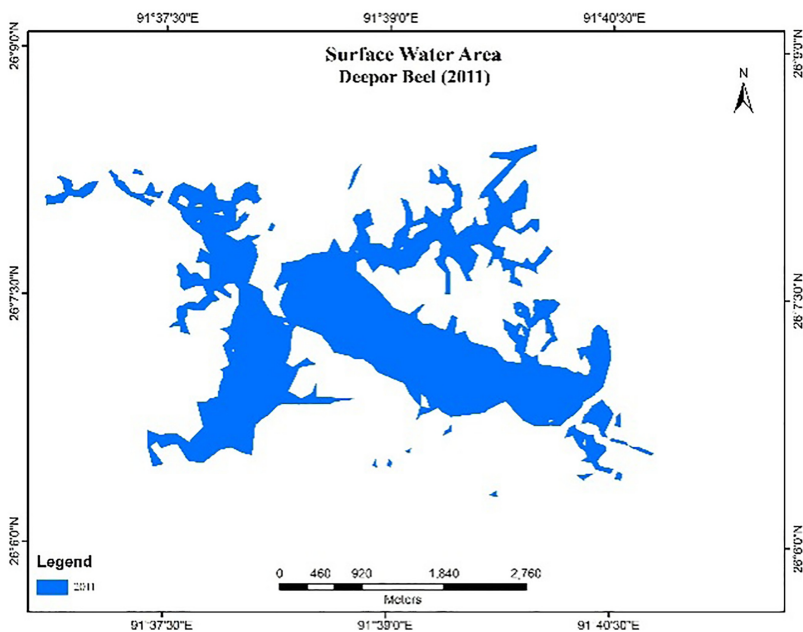 91°37'30"E 91°39'0"E 91°40'30"E
26°9'0"N 26°9'0"N
Surface Water Area
Deepor Beel (2011)
N
26°7'30"N 26°7'30"N
26°6'0"N 26°6'0"N
Legend
2011
0 460 920 1,840 2,760
Meters
91°37'30"E 91°39'0"E 91°40'30"E